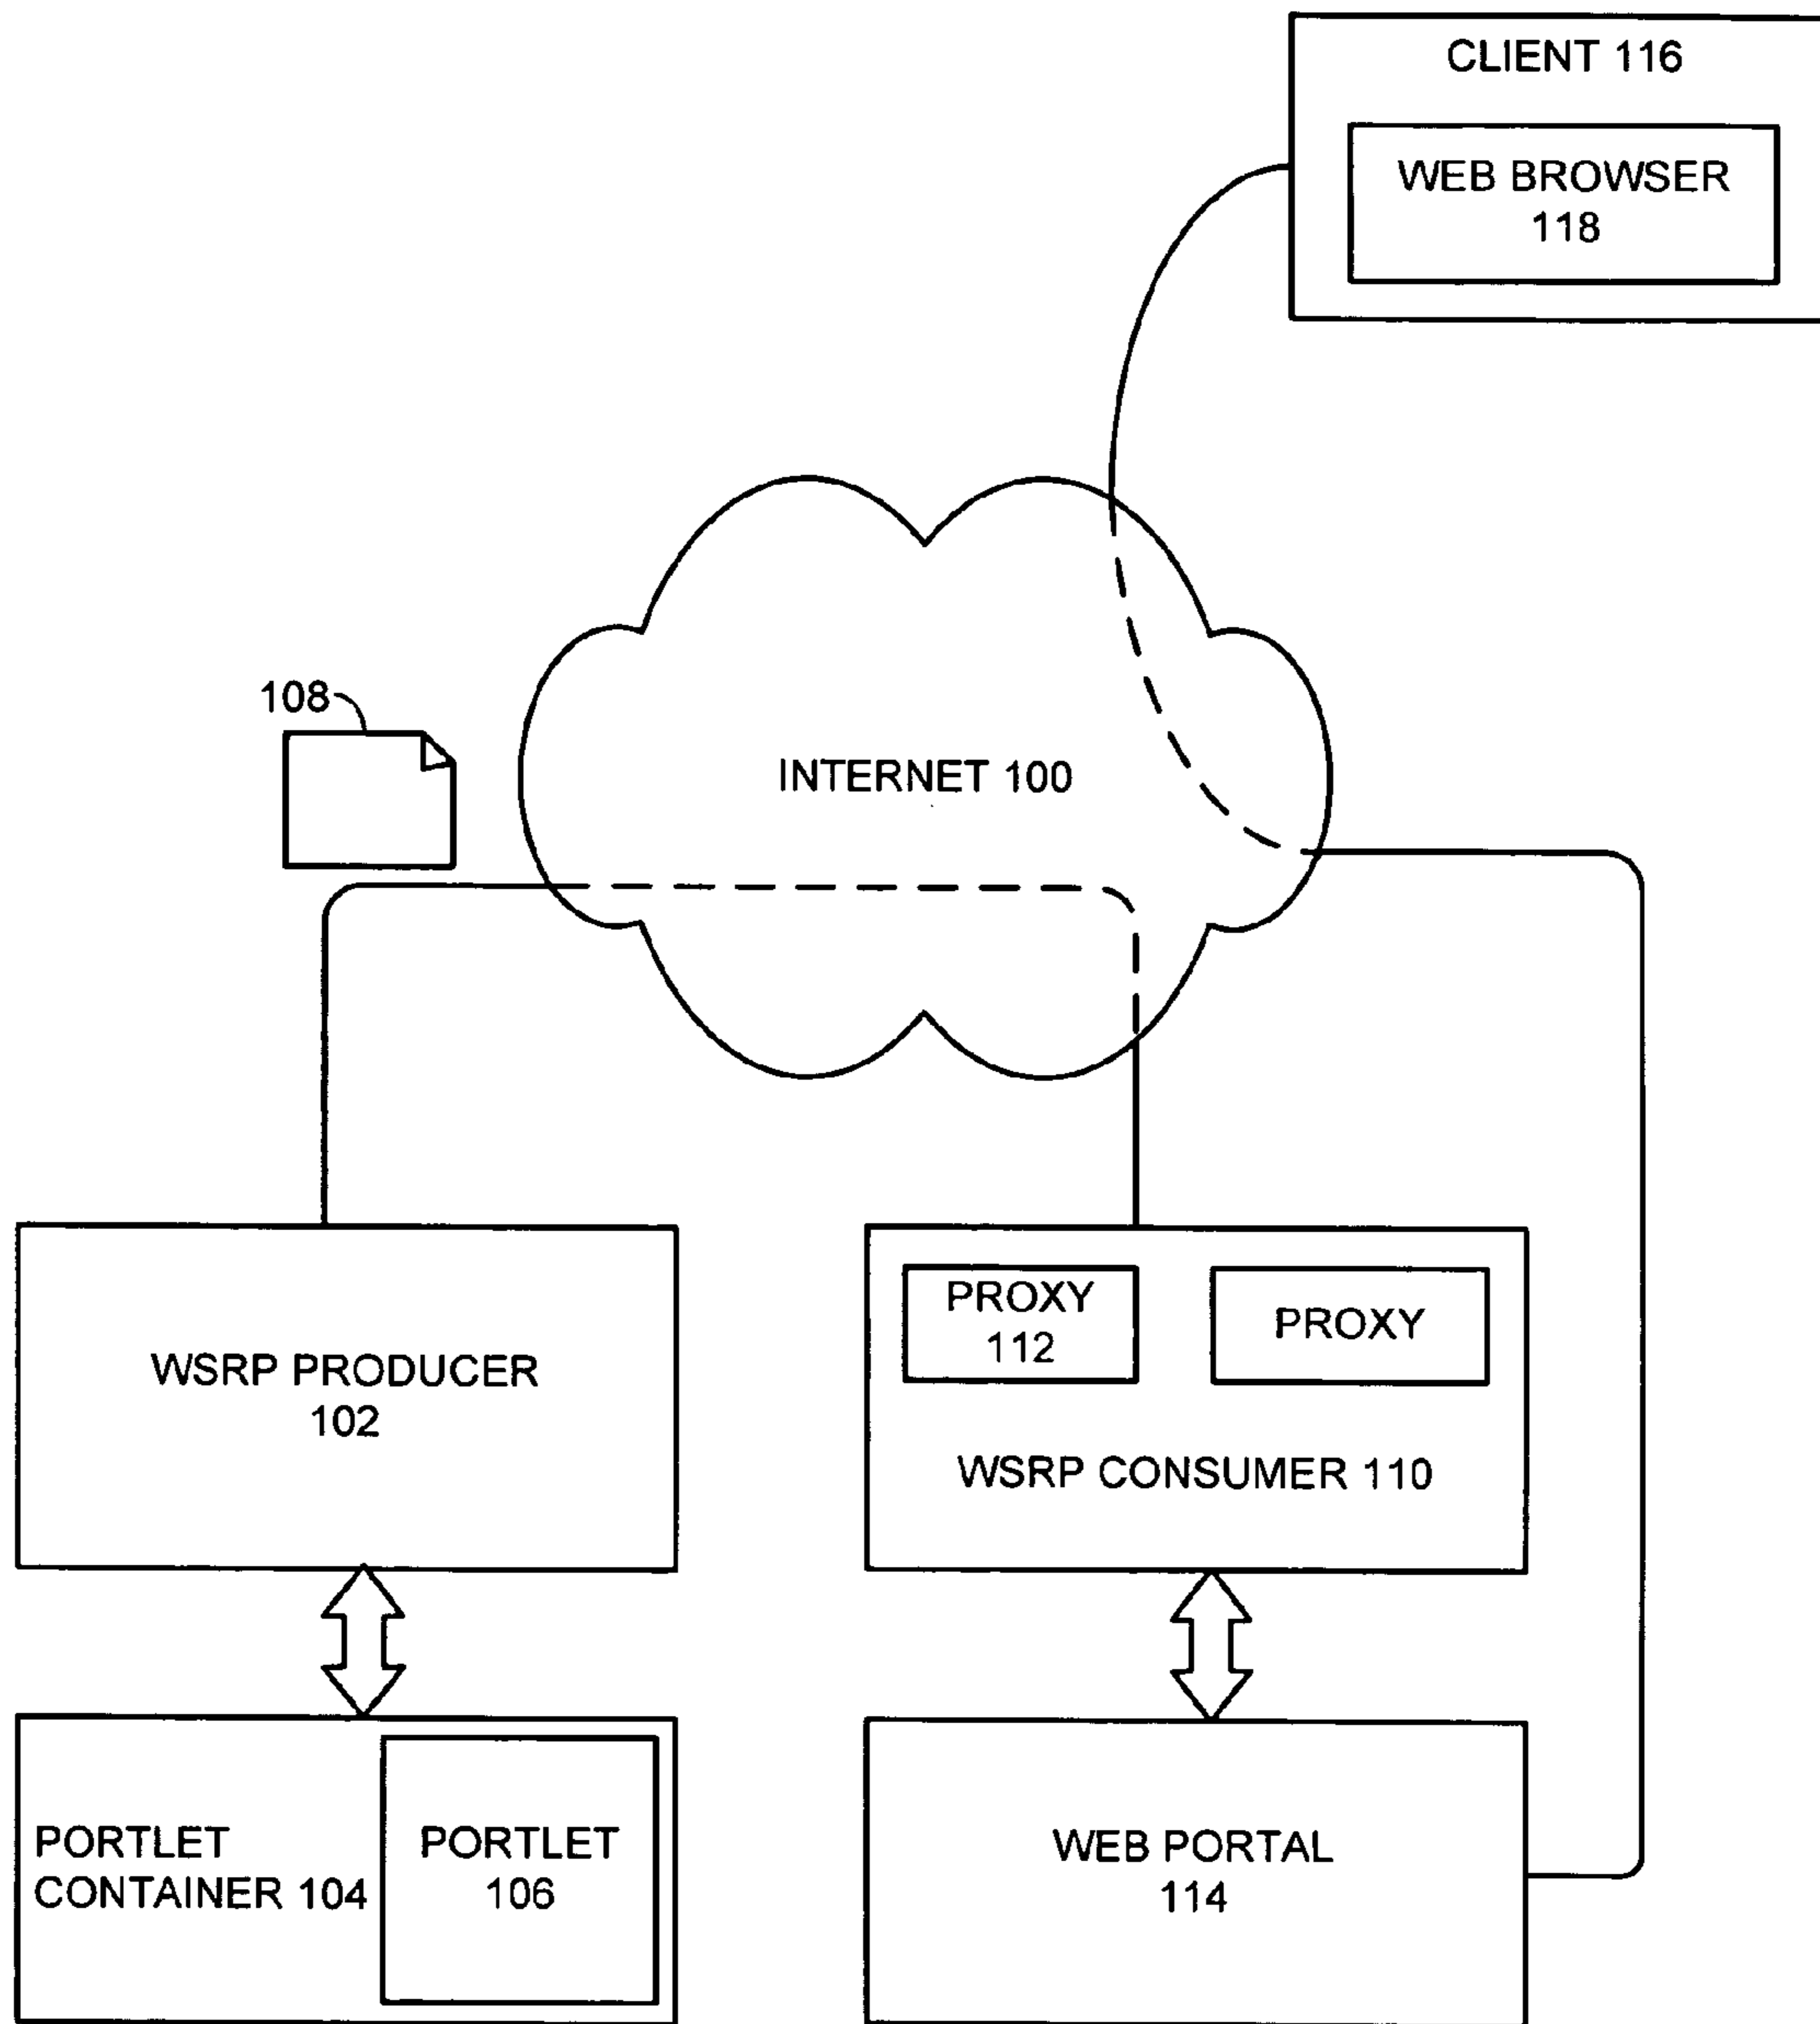 CLIENT 116
WEB BROWSER
118
108
INTERNET 100
WSRP PRODUCER
102
PROXY
112
PROXY
WSRP CONSUMER 110
PORTLET
CONTAINER 104
PORTLET
106
WEB PORTAL
114